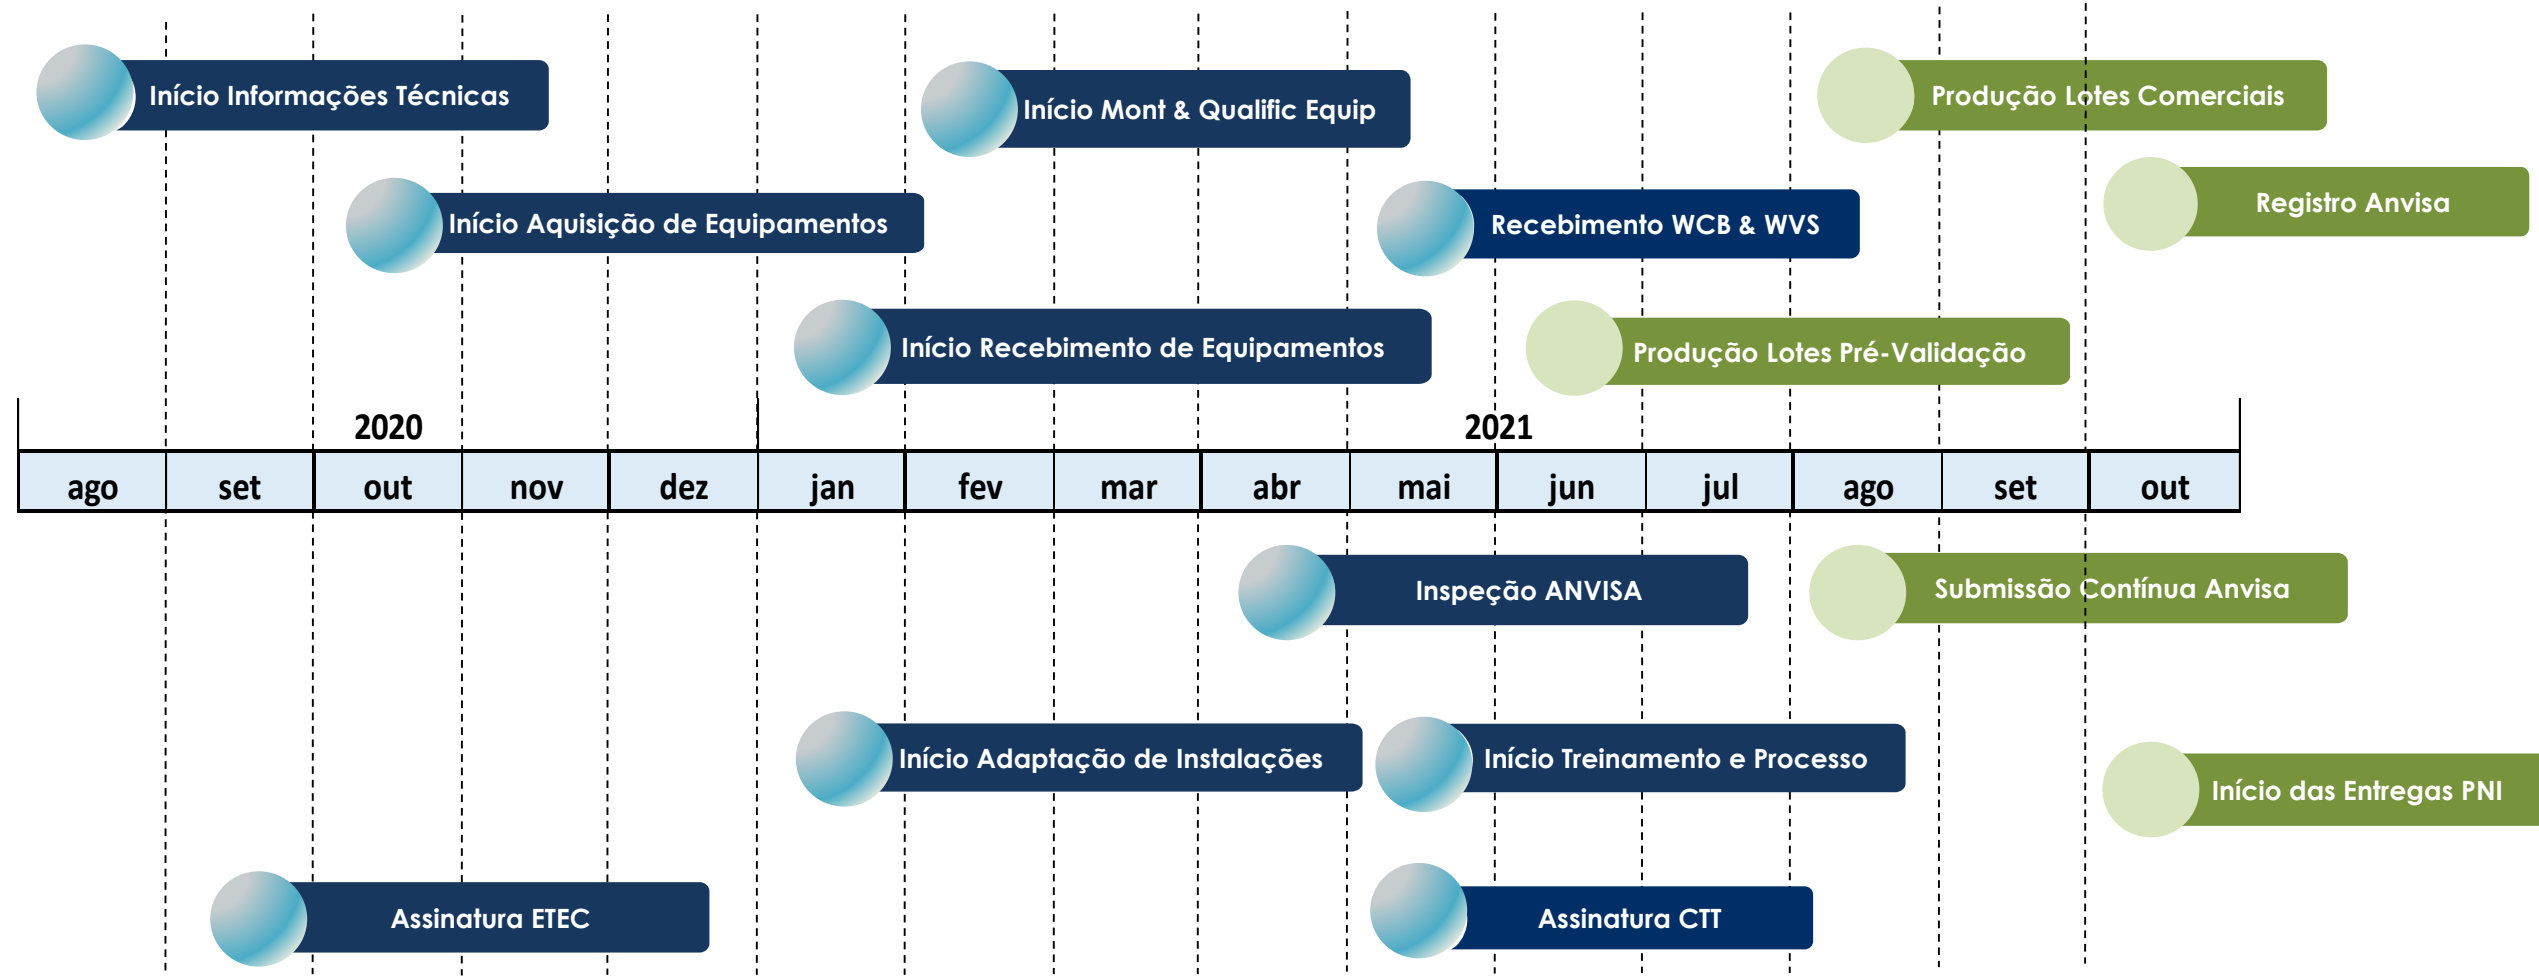 Início Informações Técnicas
Início Mont & Qualific Equip
Produção Lotes Comerciais
Início Aquisição de Equipamentos
Recebimento WCB & WVS
Registro Anvisa
Início Recebimento de Equipamentos
Produção Lotes Pré-Validação
2020
2021
ago set out nov dez jan fev mar abr mai jun jul ago set out
Inspeção ANVISA
Submissão Contínua Anvisa
Início Adaptação de Instalações
Início Treinamento e Processo
Início das Entregas PNI
Assinatura ETEC
Assinatura CTT